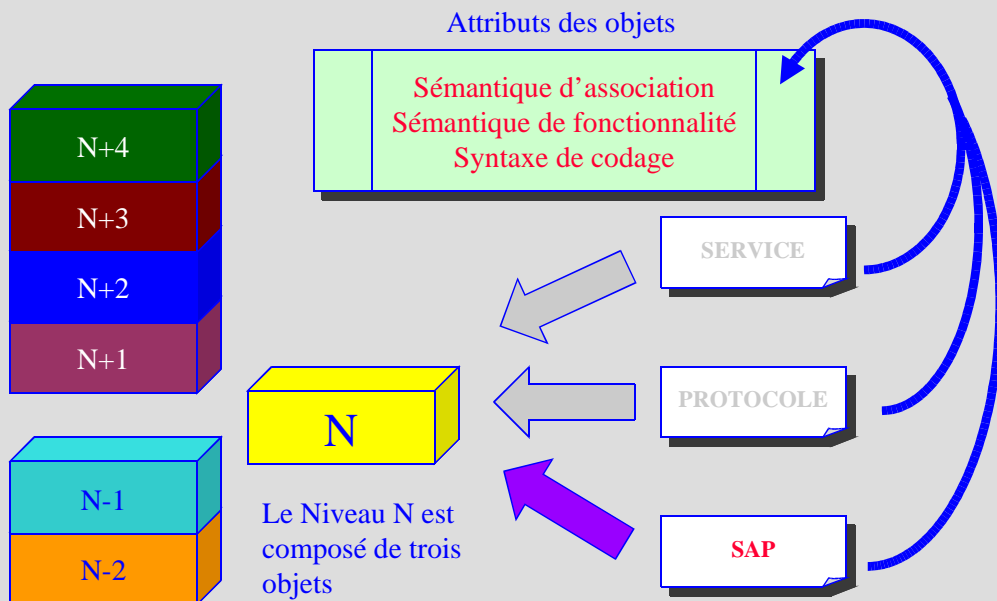 Attributs des objets
Sémantique d’association
Sémantique de fonctionnalité
Syntaxe de codage
N+4
N+3
N+2
N+1
N
N-1
N-2
Le Niveau N est
composé de trois
objets
SERVICE
PROTOCOLE
SAP